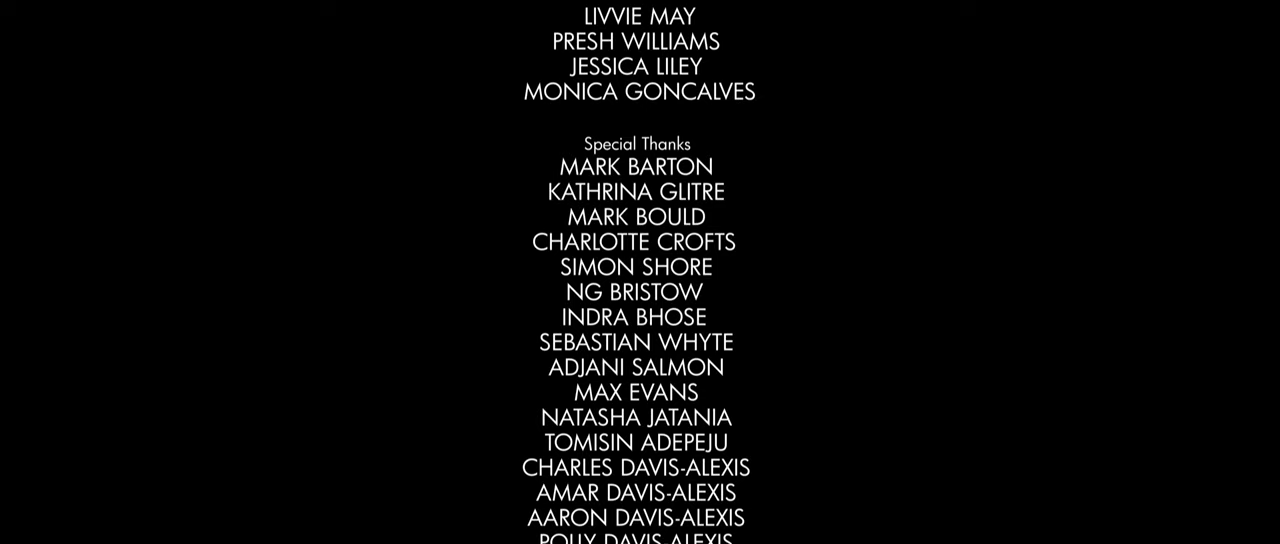 LIVVIE MAY
PRESH WILLIAMS
JESSICA LILEY
MONICA GONCALVES
Special Thanks
MARK BARTON
KATHRINA GLITRE
MARK BOULD
CHARLOTTE CROFTS
SIMON SHORE
NG BRISTOW
INDRA BHOSE
SEBASTIAN WHYTE
ADJANI SALMON
MAX EVANS
NATASHA JATANIA
TOMISIN ADEPEJU
CHARLES DAVIS-ALEXIS
AMAR DAVIS-ALEXIS
AARON DAVIS-ALEXIS
DAVIS-ALEXIS